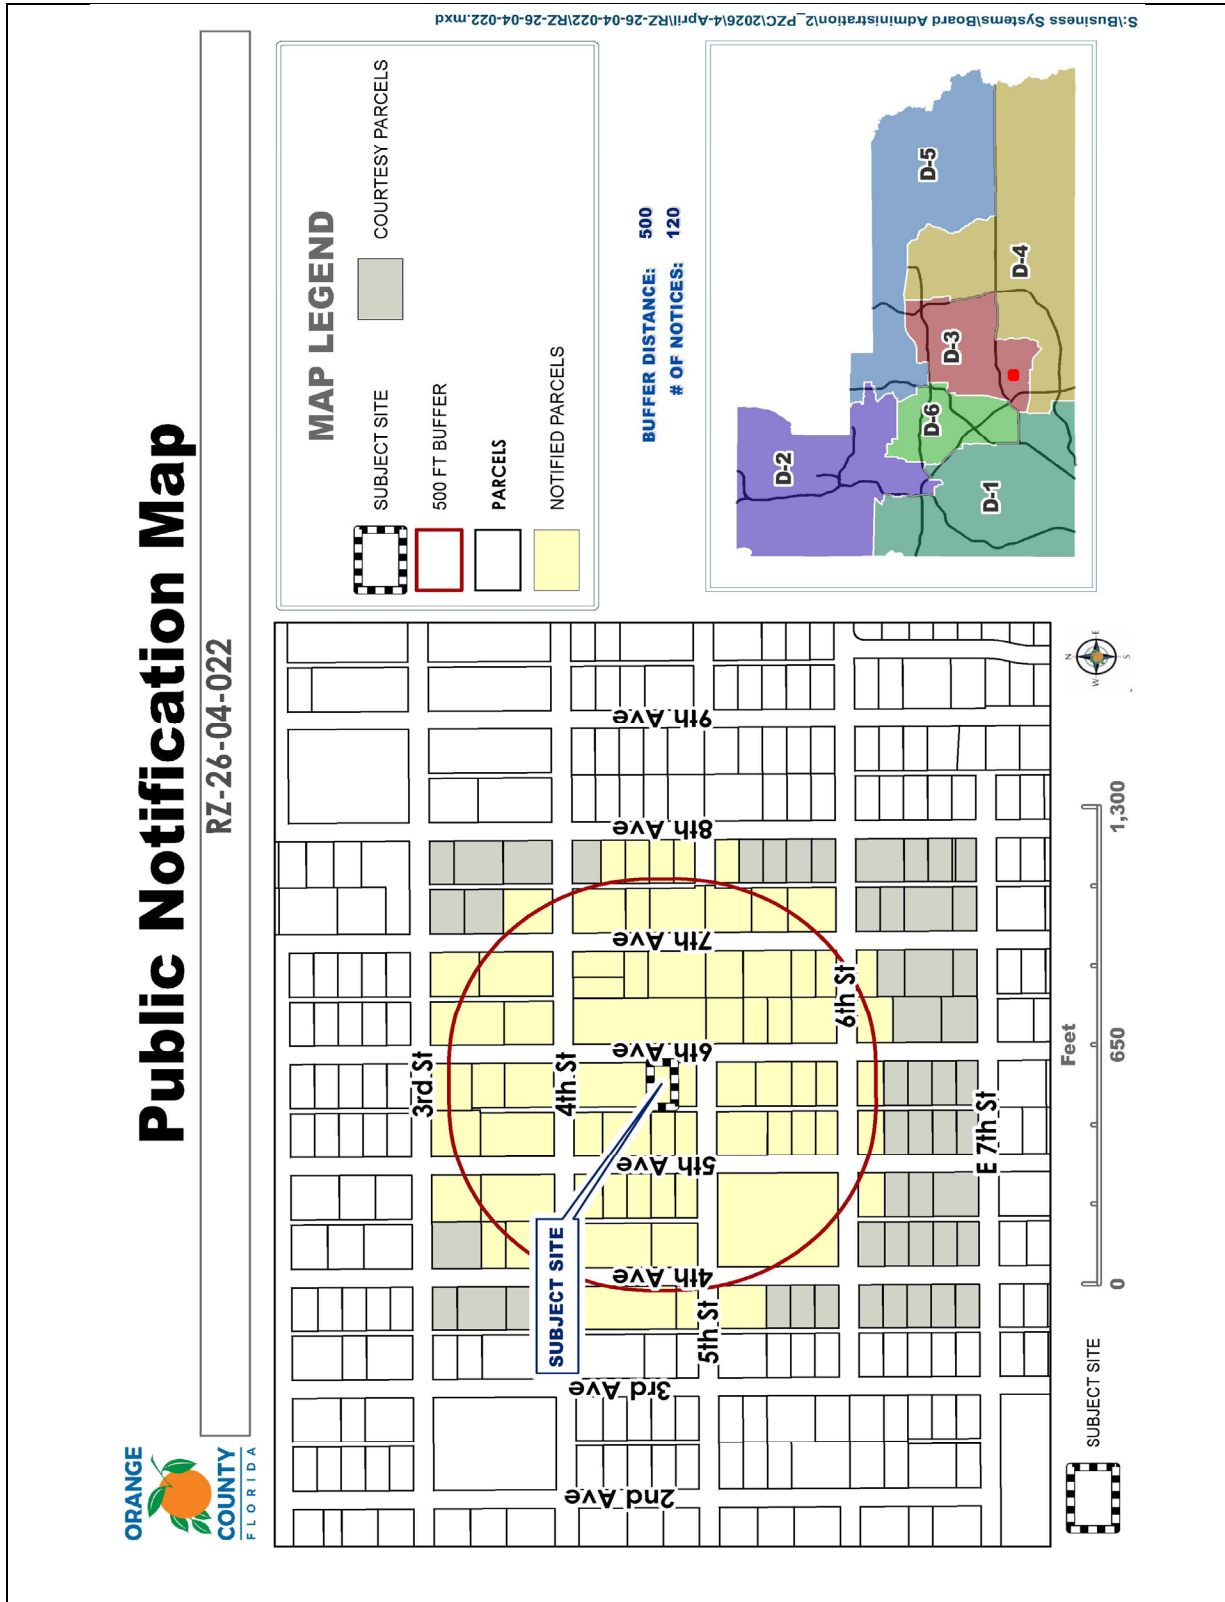 Public Notification Map
RZ-26-04-022
ORANGE
COUNTY
FLORIDA
MAP LEGEND
SUBJECT SITE
500 FT BUFFER
PARCELS
NOTIFIED PARCELS
COURTESY PARCELS
BUFFER DISTANCE: 500
# OF NOTICES: 120
D-2
D-5
D-6
D-3
D-1
D-4
3rd St
4th St
5th St
6th St
E 7th St
2nd Ave
3rd Ave
4th Ave
5th Ave
6th Ave
7th Ave
8th Ave
9th Ave
SUBJECT SITE
SUBJECT SITE
Feet
0 650 1,300
N
W E
S
S:\Business Systems\Board Administration\2_PZC\2026\4-April\RZ-26-04-022\RZ-26-04-022.mxd